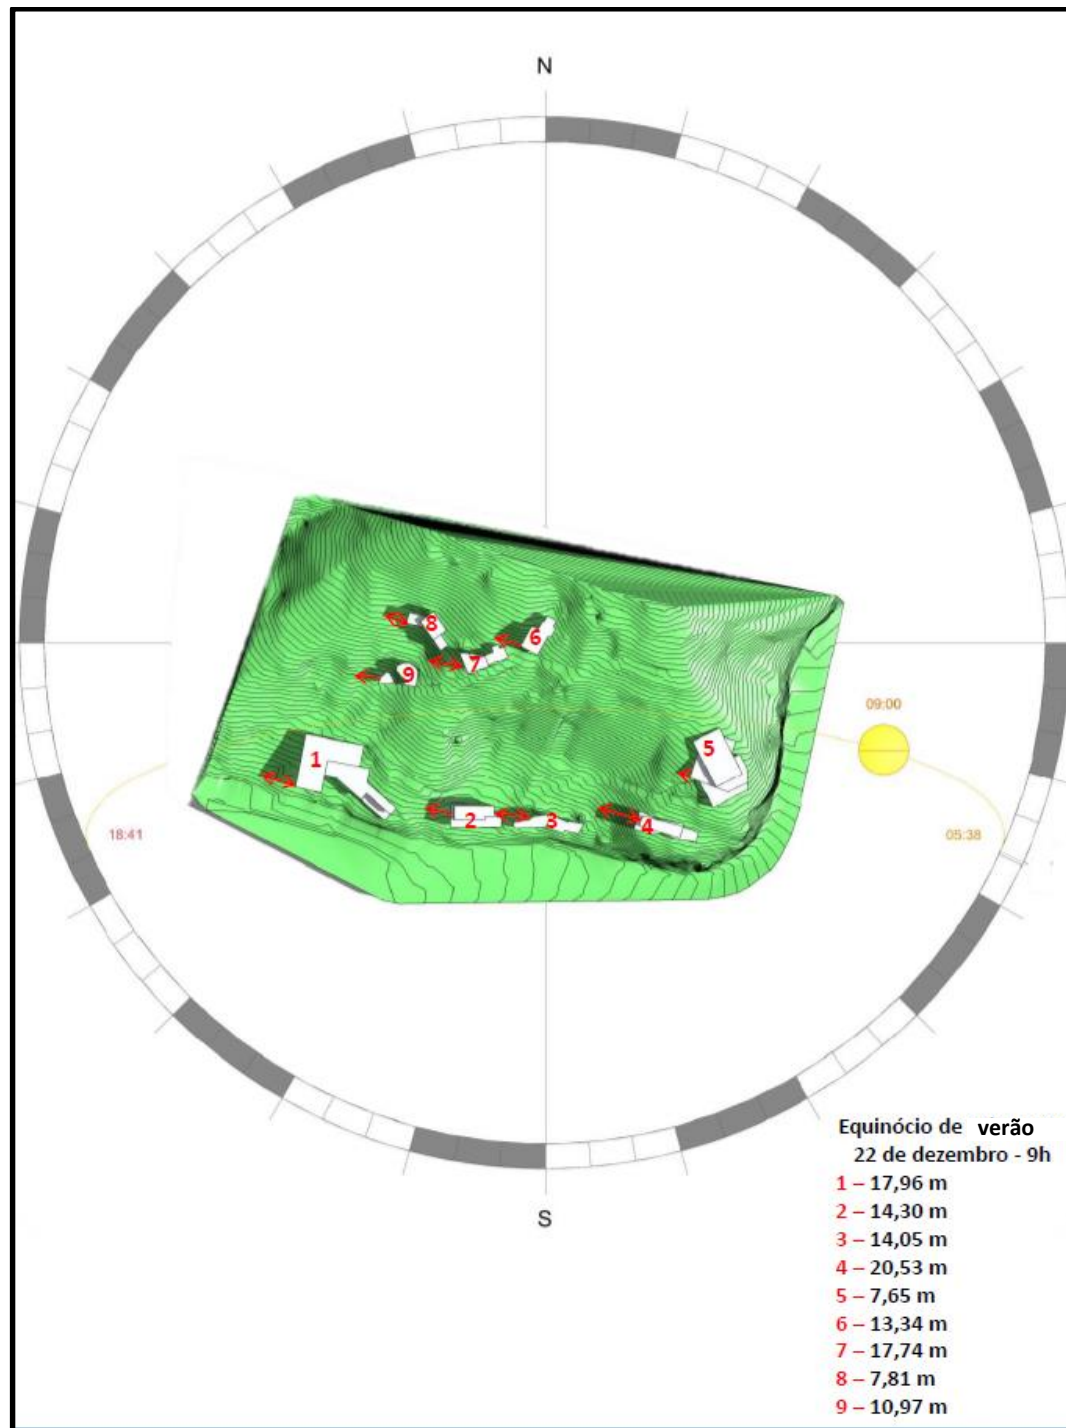 N
8
6
7
9
09:00
5
1
18:41
2
3
4
05:38
S
Equinócio de verão
22 de dezembro - 9h
1 – 17,96 m
2 – 14,30 m
3 – 14,05 m
4 – 20,53 m
5 – 7,65 m
6 – 13,34 m
7 – 17,74 m
8 – 7,81 m
9 – 10,97 m